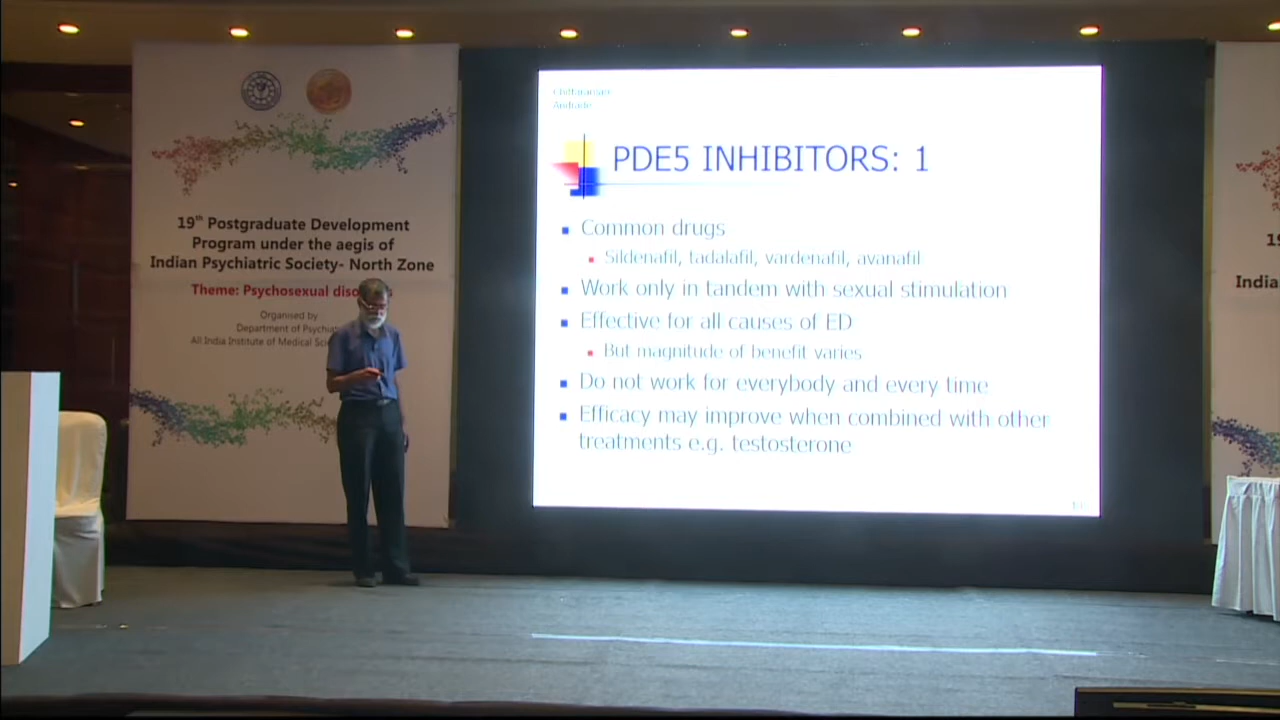 19th Postgraduate Development
Program under the aegis of
Indian Psychiatric Society- North Zone
Theme: Psychosexual
Organised by
Department of
All India Institute of Medical
Chittaranjan
Andrade
PDE5 INHIBITORS: 1
Common drugs
Sildenafil, tadalafil, vardenafil, avanafil
Work only in tandem with sexual stimulation
Effective for all causes of ED
But magnitude of benefit varies
Do not work for everybody and every time
Efficacy may improve when combined with other
treatments e.g. testosterone
19
India